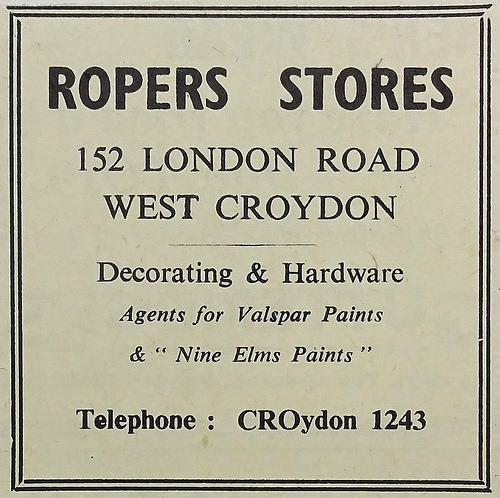 ROPERS STORES
152 LONDON ROAD
WEST CROYDON
Decorating & Hardware
Agents for Valspar Paints
& “ Nine Elms Paints ”
Telephone : CROydon 1243